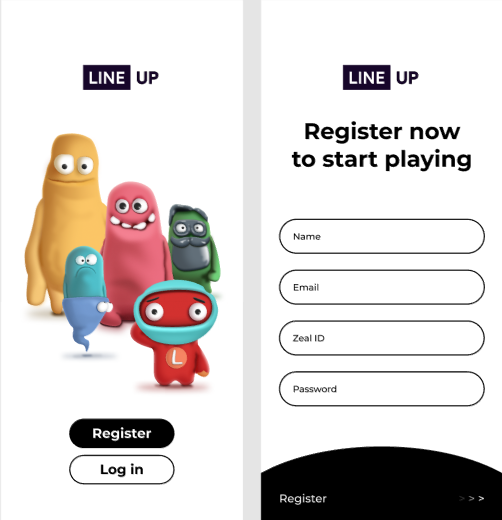 LINE UP
L
Register
Log in
LINE UP
Register now
to start playing
Name
Email
Zeal ID
Password
Register
> > >